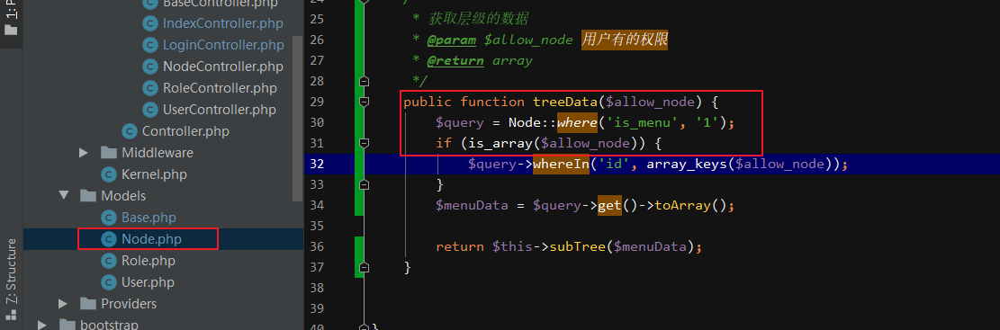 1: P
BaseController.php
IndexController.php
LoginController.php
NodeController.php
RoleController.php
UserController.php
Controller.php
Middleware
Kernel.php
Models
Base.php
Node.php
Role.php
User.php
Providers
bootstrap
Z: Structure
25 * 获取层级的数据
26 * @param $allow_node 用户有的权限
27 * @return array
28 */
29 public function treeData($allow_node) {
30 $query = Node::where('is_menu', '1');
31 if (is_array($allow_node)) {
32 $query->whereIn('id', array_keys($allow_node));
33 }
34 $menuData = $query->get()->toArray();
35
36 return $this->subTree($menuData);
37 }
38
39
40 }